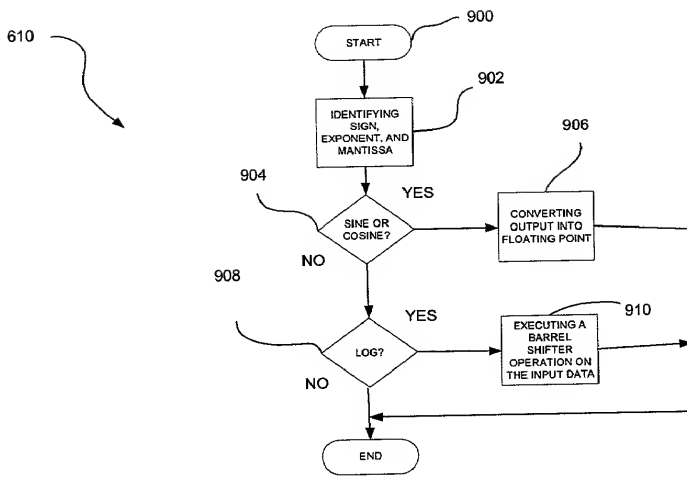 610
START
900
IDENTIFYING
SIGN,
EXPONENT, AND
MANTISSA
902
904
SINE OR
COSINE?
YES
NO
906
CONVERTING
OUTPUT INTO
FLOATING POINT
908
LOG?
YES
NO
910
EXECUTING A
BARREL
SHIFTER
OPERATION ON
THE INPUT DATA
END